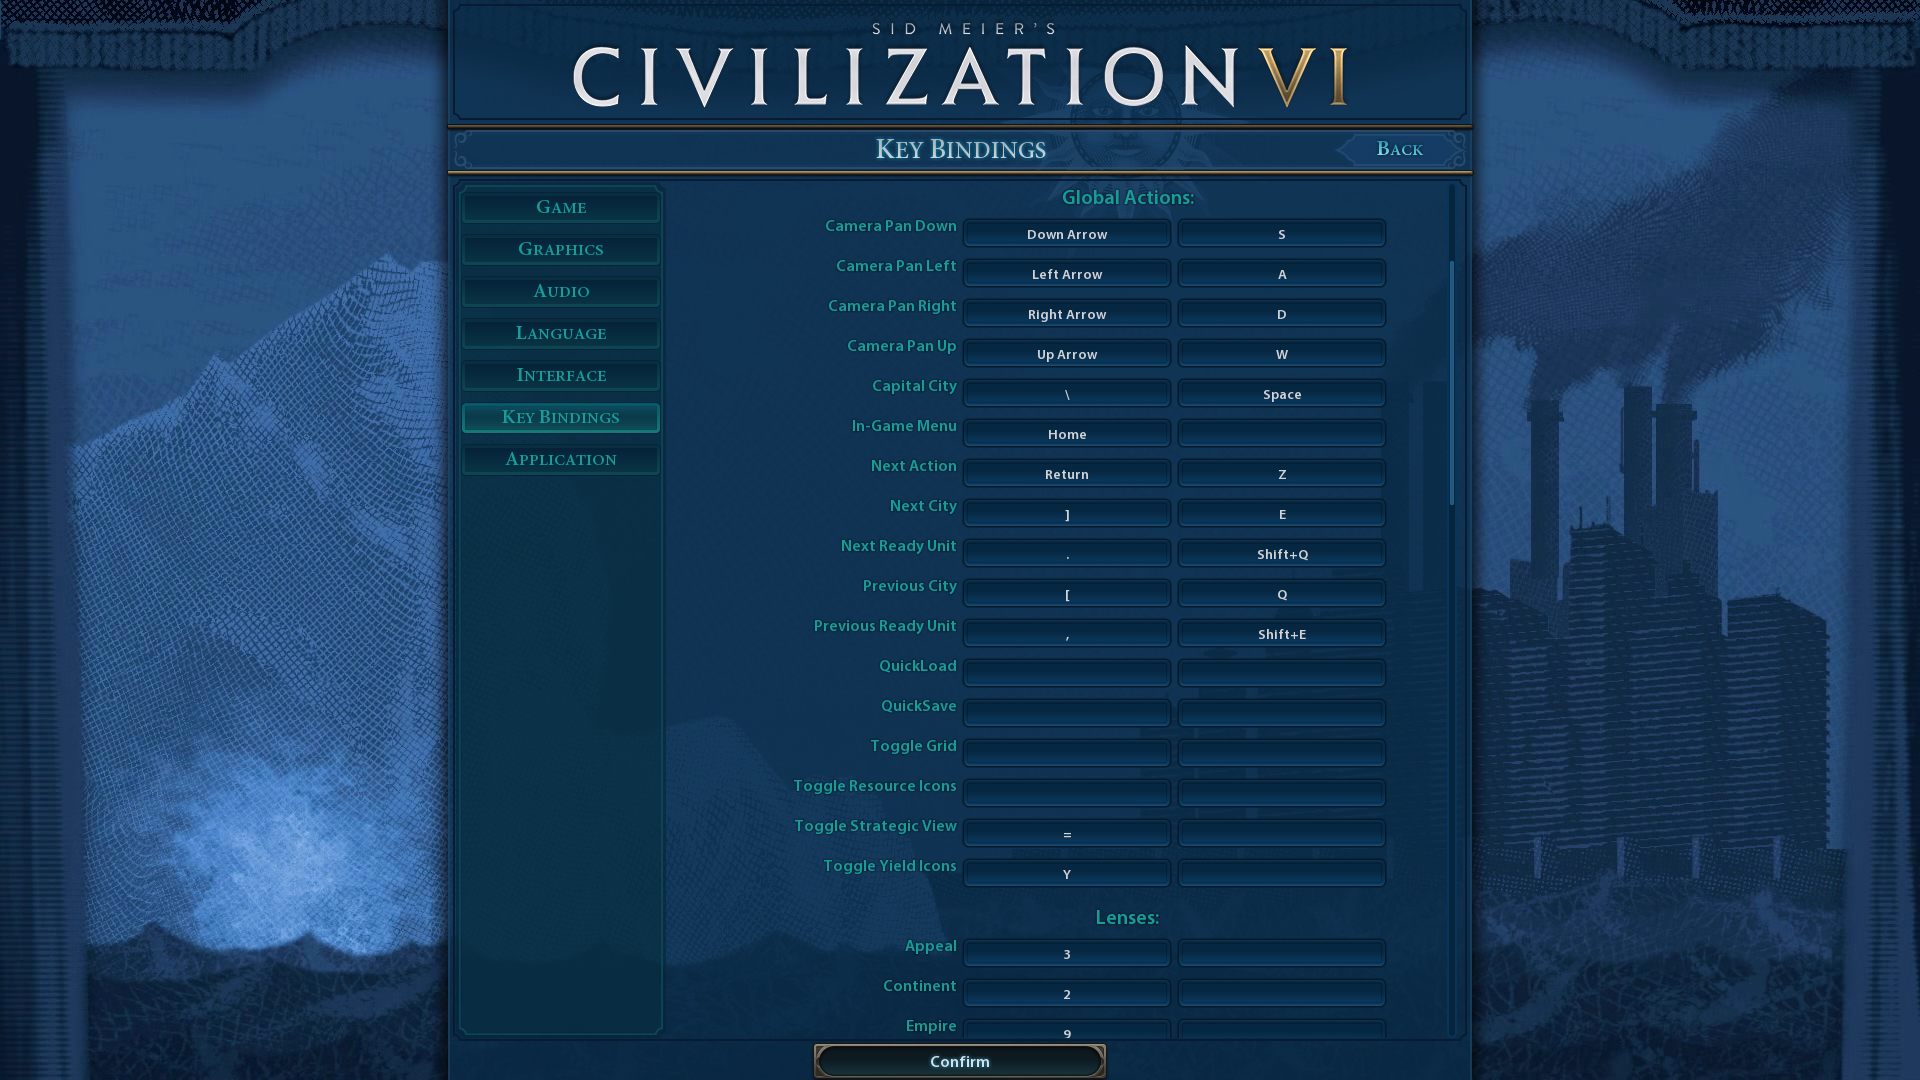 SID MEIER'S
CIVILIZATION VI
KEY BINDINGS
BACK
GAME
GRAPHICS
AUDIO
LANGUAGE
INTERFACE
KEY BINDINGS
APPLICATION
Global Actions:
Camera Pan Down Down Arrow S
Camera Pan Left Left Arrow A
Camera Pan Right Right Arrow D
Camera Pan Up Up Arrow W
Capital City \ Space
In-Game Menu Home
Next Action Return Z
Next City ] E
Next Ready Unit . Shift+Q
Previous City [ Q
Previous Ready Unit , Shift+E
QuickLoad
QuickSave
Toggle Grid
Toggle Resource Icons
Toggle Strategic View =
Toggle Yield Icons Y
Lenses:
Appeal 3
Continent 2
Empire 9
Confirm